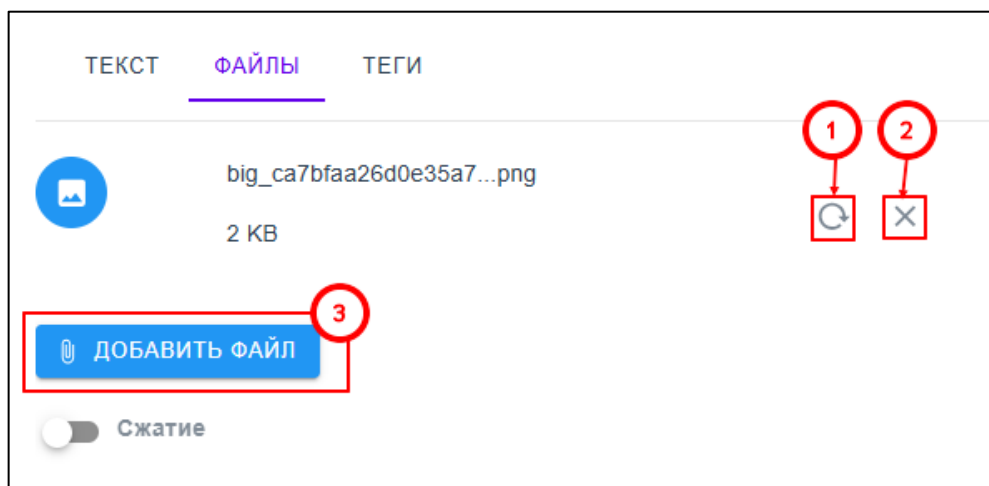 ТЕКСТ ФАЙЛЫ ТЕГИ
1 2
big_ca7bfaa26d0e35a7...png
2 KB
3
ДОБАВИТЬ ФАЙЛ
Сжатие